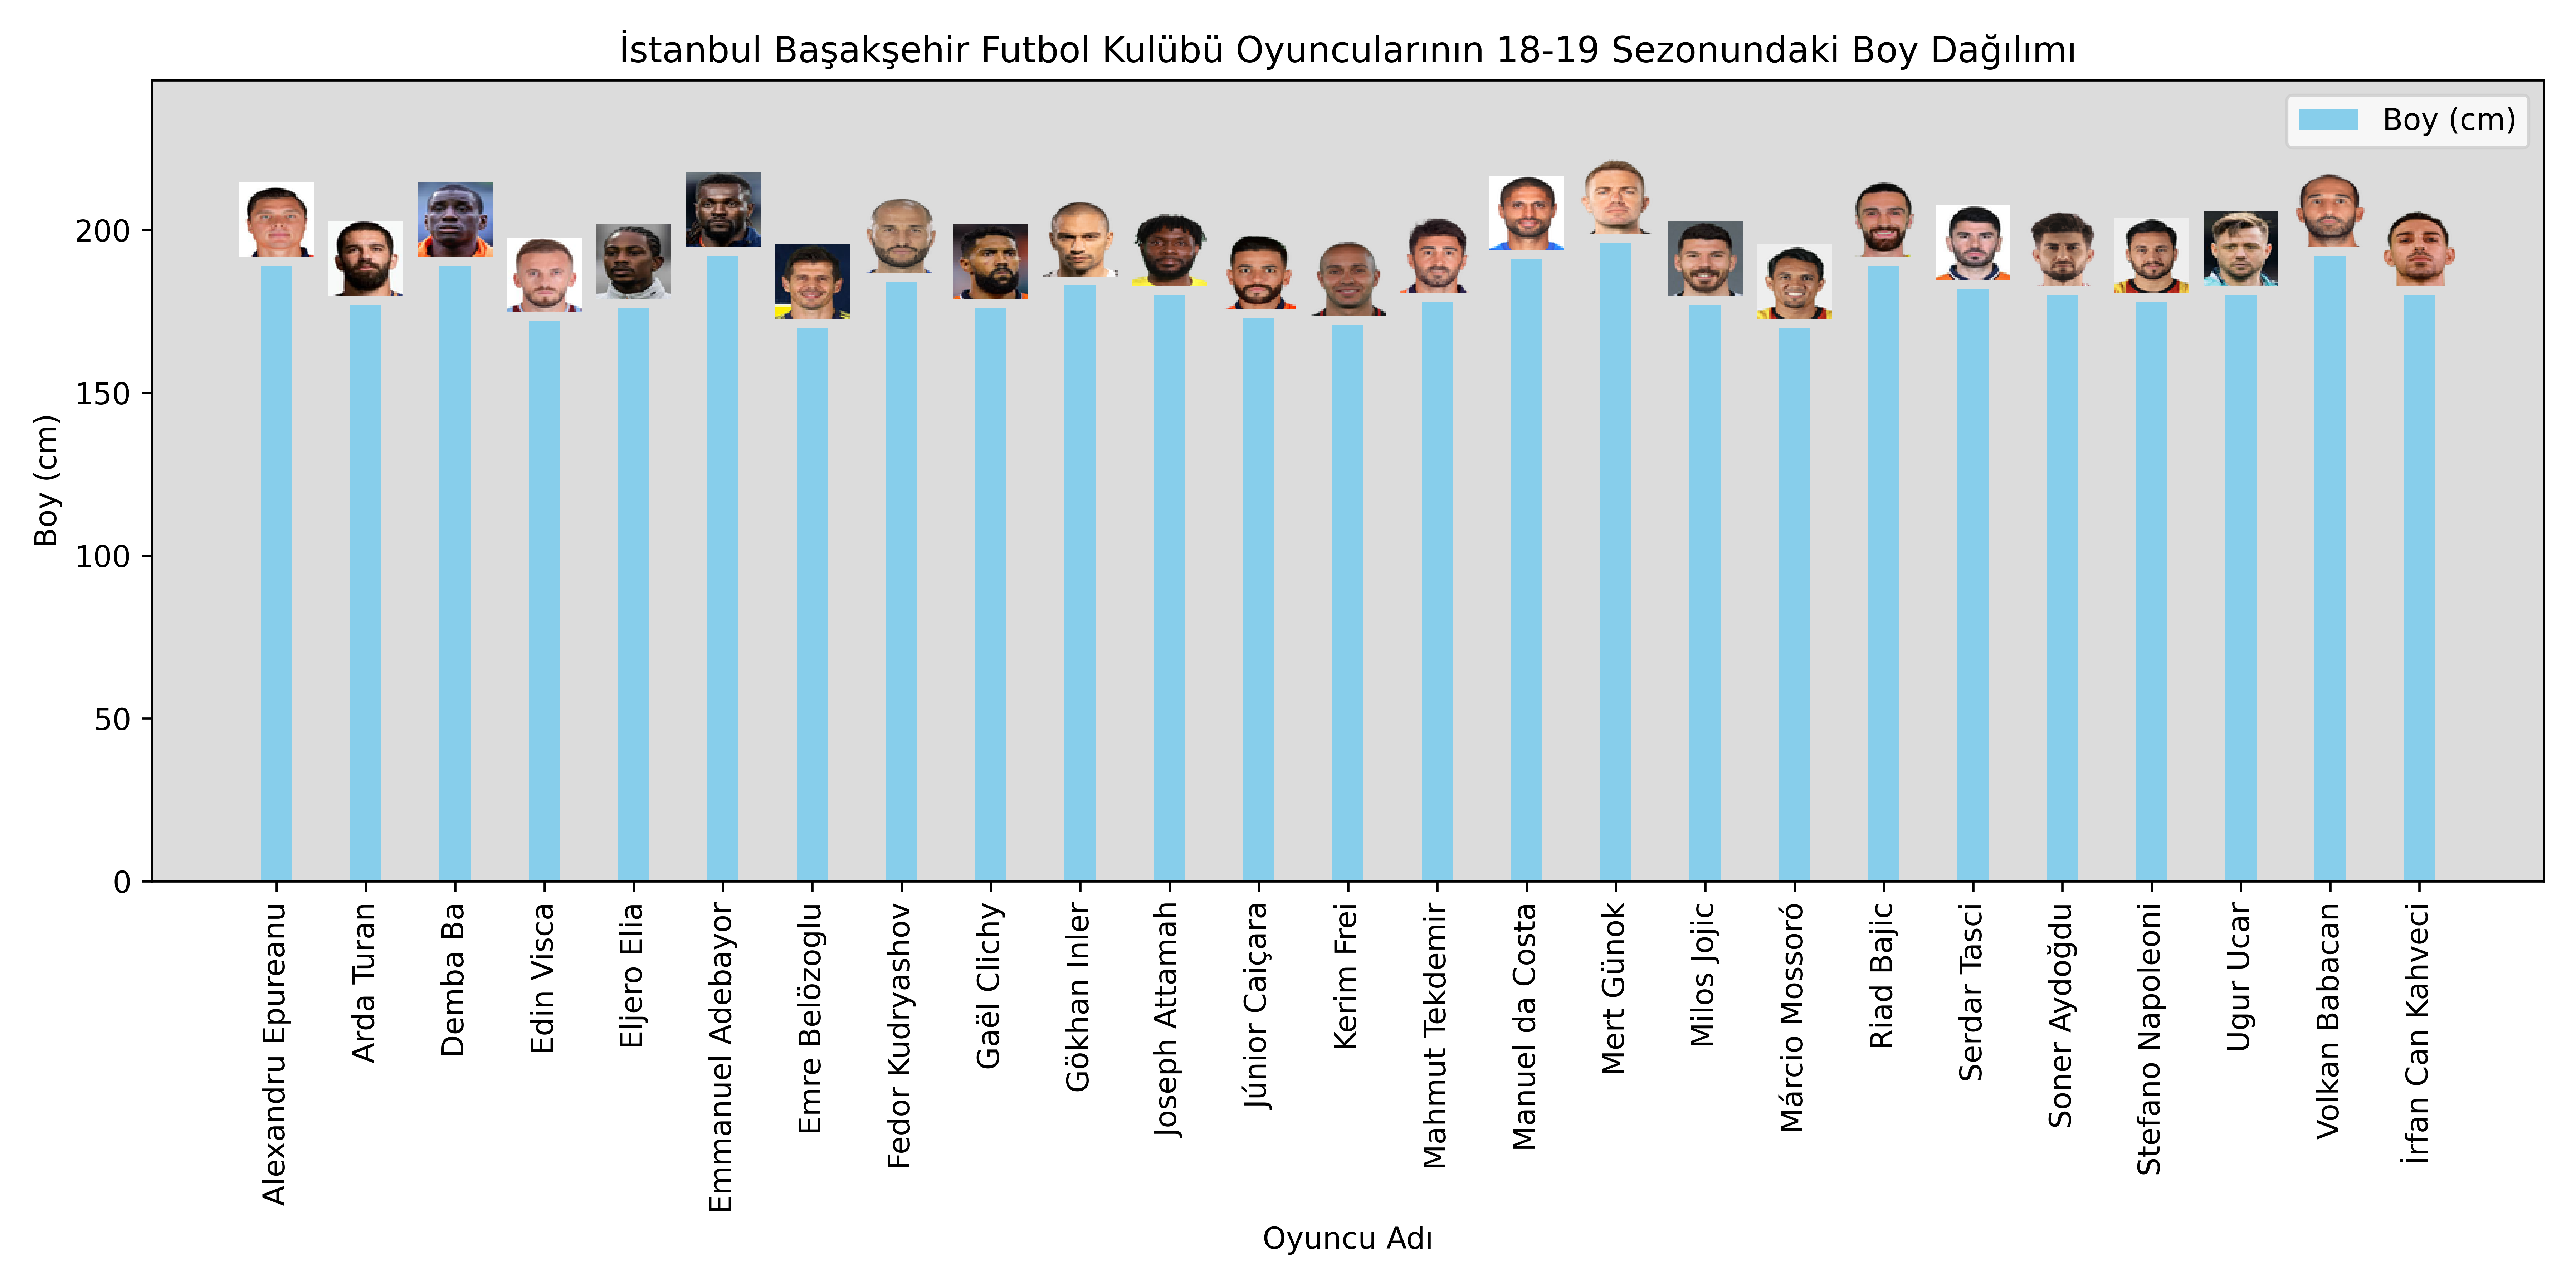 İstanbul Başakşehir Futbol Kulübü Oyuncularının 18-19 Sezonundaki Boy Dağılımı
Boy (cm)
Boy (cm)
200
150
100
50
0
Alexandru Epureanu
Arda Turan
Demba Ba
Edin Visca
Eljero Elia
Emmanuel Adebayor
Emre Belözoglu
Fedor Kudryashov
Gaël Clichy
Gökhan Inler
Joseph Attamah
Júnior Caiçara
Kerim Frei
Mahmut Tekdemir
Manuel da Costa
Mert Günok
Milos Jojic
Márcio Mossoró
Riad Bajic
Serdar Tasci
Soner Aydoğdu
Stefano Napoleoni
Ugur Ucar
Volkan Babacan
İrfan Can Kahveci
Oyuncu Adı